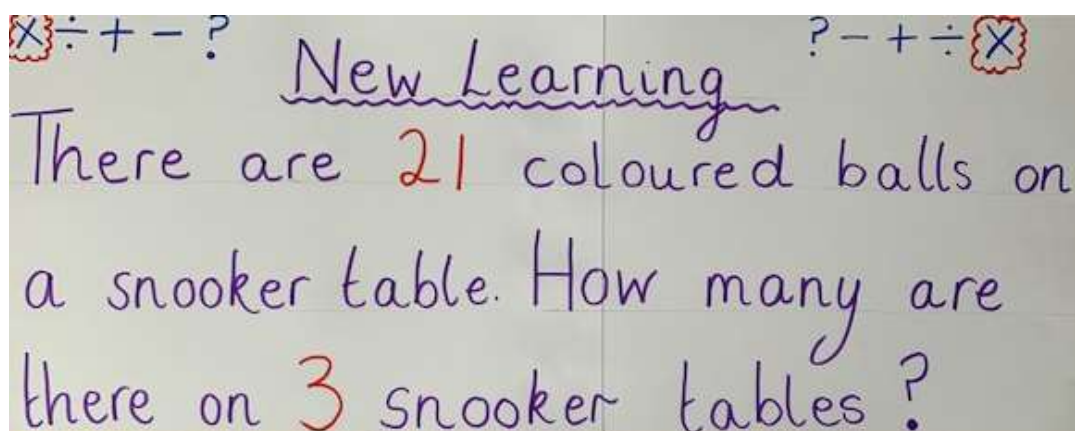 ×÷+−? ?−+÷×
New Learning
There are 21 coloured balls on
a snooker table. How many are
there on 3 snooker tables?